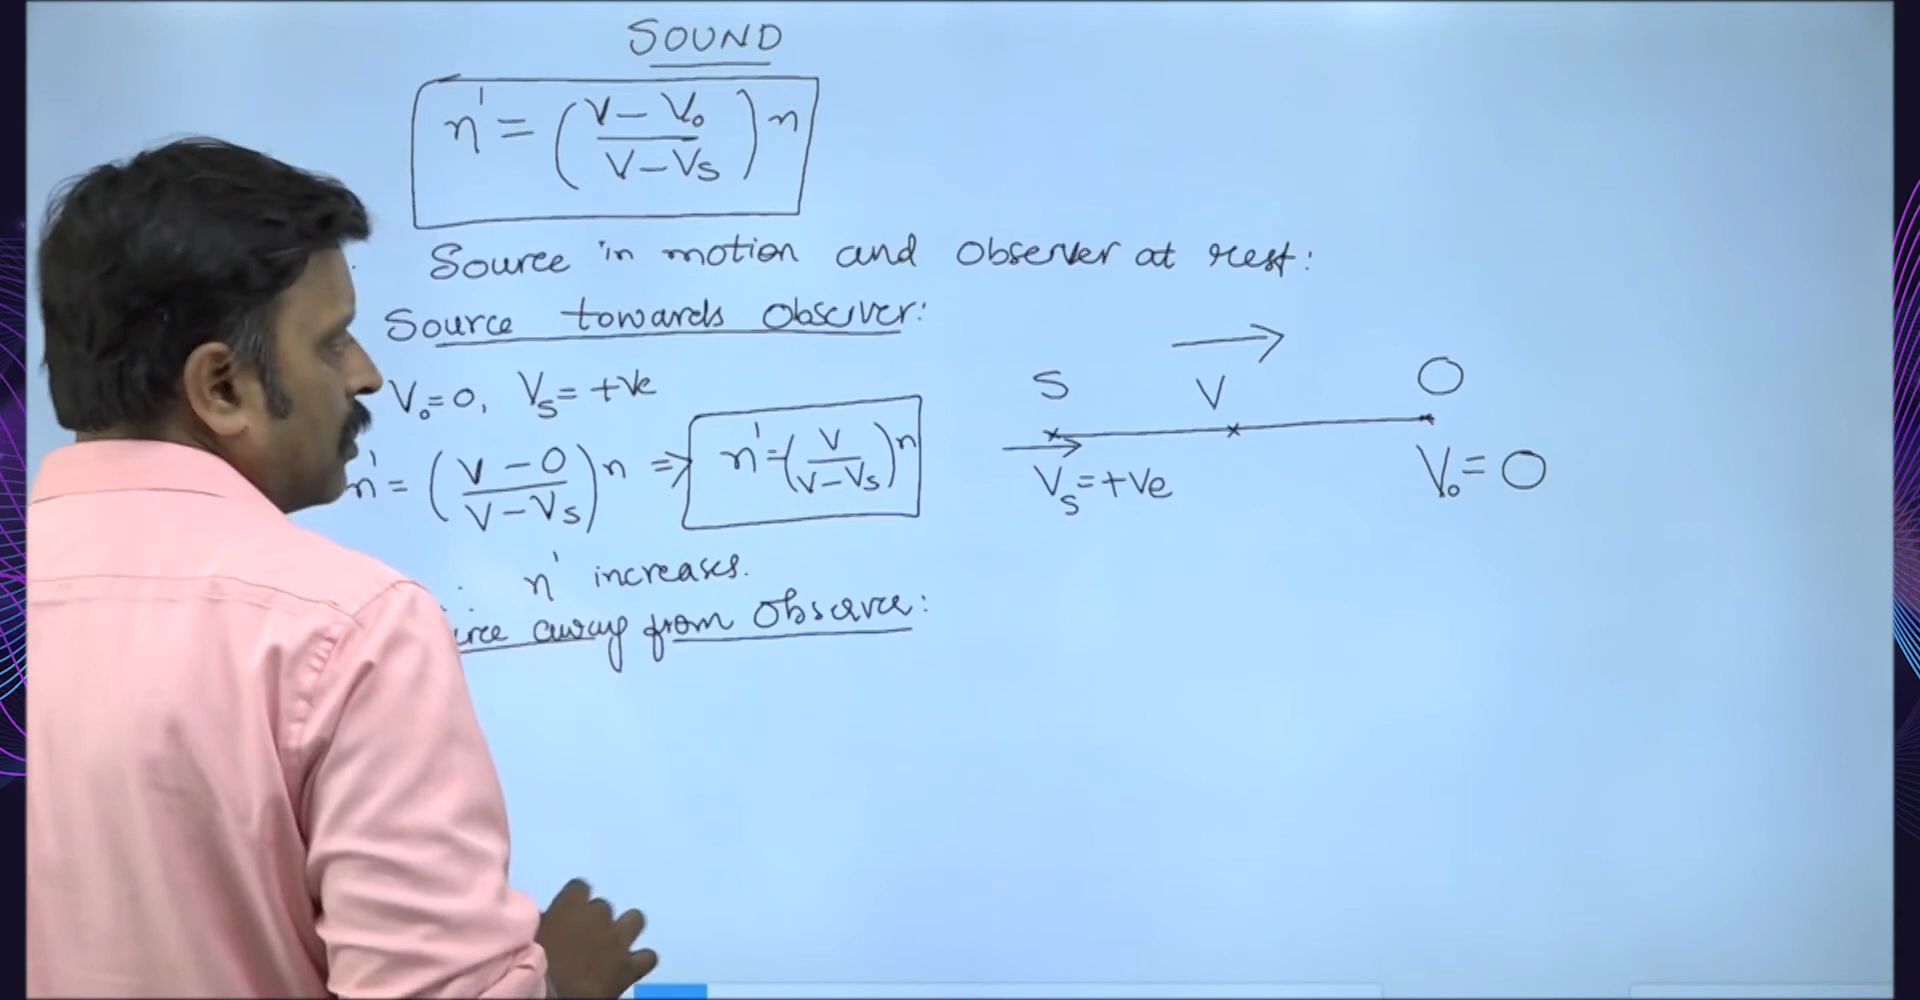 SOUND
n' = (V - V₀ / V - Vs) n
Source in motion and observer at rest:
Source towards Observer:
V₀ = 0, Vs = +ve
n' = (V - 0 / V - Vs) n ⇒ n' = (V / V - Vs) n
n' increases.
away from Observer:
S V O
Vs = +ve V₀ = 0